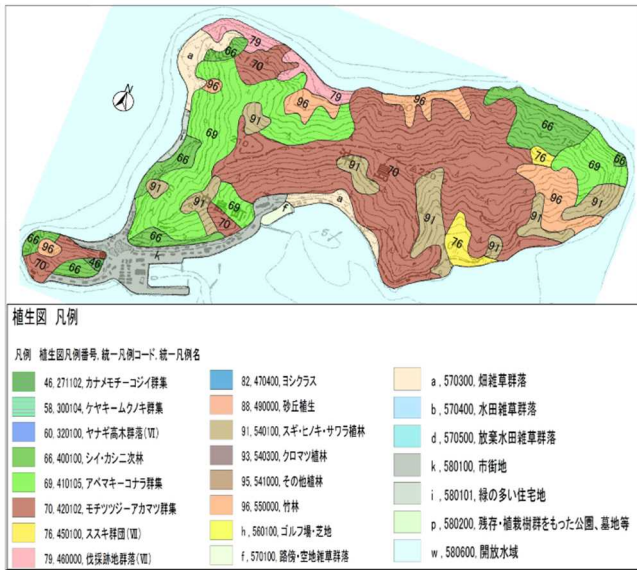 79
a
66
70
96
79
96
96
66
91
69
76
66
69
91
70
91
96
91
91
69
70
a
f
91
91
76
91
66
k
66
96
46
70
66
植生図 凡例
凡例 植生図凡例番号, 統一凡例コード, 統一凡例名
46, 271102, カナメモチーコジイ群集
58, 300104, ケヤキームクノキ群集
60, 320100, ヤナギ高木群落(Ⅵ)
66, 400100, シイ・カシ二次林
69, 410105, アベマキーコナラ群集
70, 420102, モチツツジーアカマツ群集
76, 450100, ススキ群団(Ⅶ)
79, 460000, 伐採跡地群落(Ⅶ)
82, 470400, ヨシクラス
88, 490000, 砂丘植生
91, 540100, スギ・ヒノキ・サワラ植林
93, 540300, クロマツ植林
95, 541000, その他植林
96, 550000, 竹林
h, 560100, ゴルフ場・芝地
f, 570100, 路傍・空地雑草群落
a, 570300, 畑雑草群落
b, 570400, 水田雑草群落
d, 570500, 放棄水田雑草群落
k, 580100, 市街地
i, 580101, 緑の多い住宅地
p, 580200, 残存・植栽樹群をもった公園、墓地等
w, 580600, 開放水域